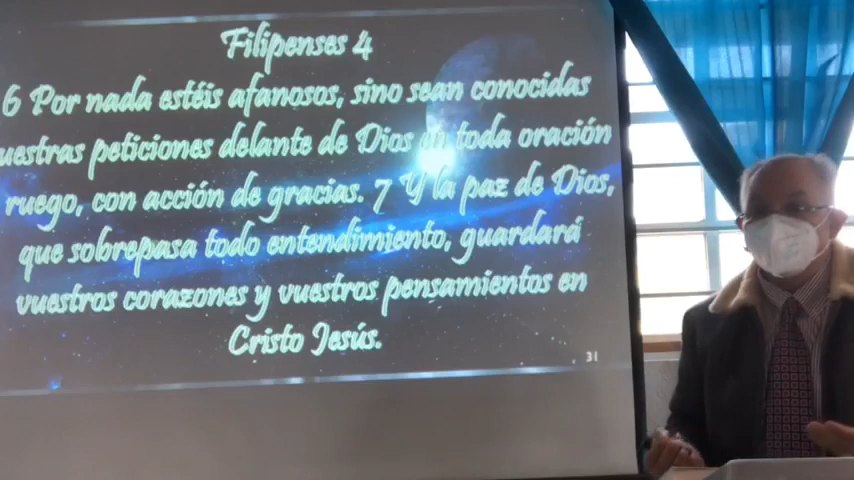 Filipenses 4
6 Por nada estéis afanosos, sino sean conocidas
uestras peticiones delante de Dios en toda oración
ruego, con acción de gracias. 7 Y la paz de Dios,
que sobrepasa todo entendimiento, guardará
vuestros corazones y vuestros pensamientos en
Cristo Jesús.
31